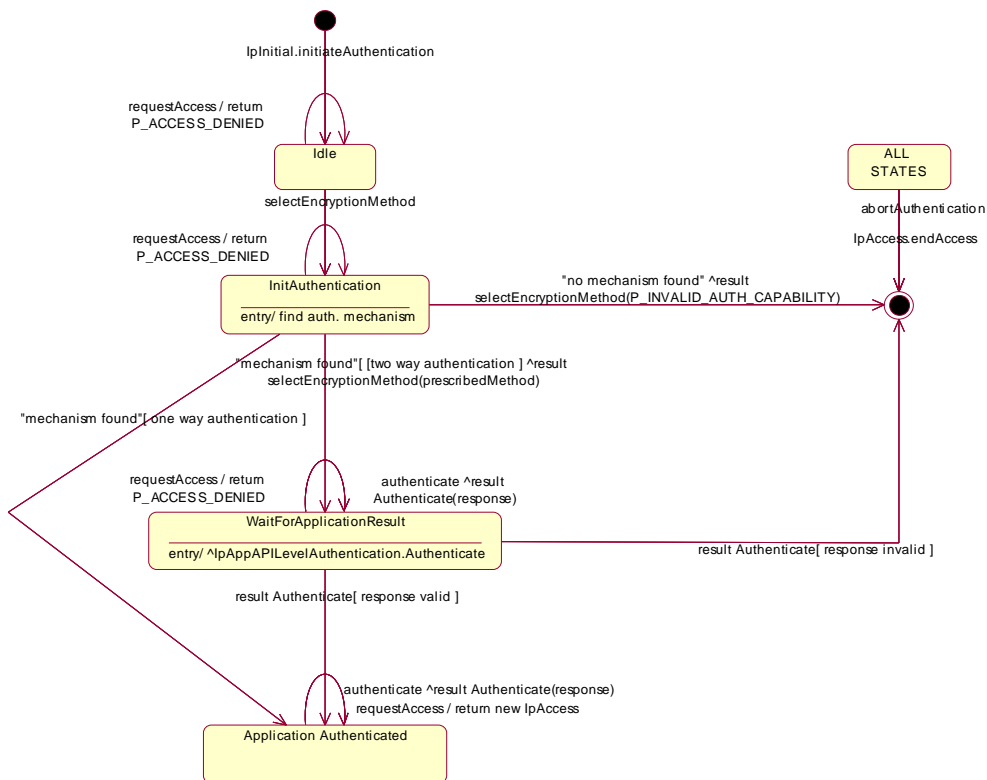 IpInitial.initiateAuthentication
requestAccess / return
P_ACCESS_DENIED
Idle
ALL
STATES
selectEncryptionMethod
abortAuthentication
requestAccess / return
P_ACCESS_DENIED
IpAccess.endAccess
InitAuthentication
entry/ find auth. mechanism
"no mechanism found" ^result
selectEncryptionMethod(P_INVALID_AUTH_CAPABILITY)
"mechanism found"[ [two way authentication ] ^result
selectEncryptionMethod(prescribedMethod)
"mechanism found"[ one way authentication ]
requestAccess / return
P_ACCESS_DENIED
authenticate ^result
Authenticate(response)
WaitForApplicationResult
entry/ ^IpAppAPILevelAuthentication.Authenticate
result Authenticate[ response invalid ]
result Authenticate[ response valid ]
authenticate ^result Authenticate(response)
requestAccess / return new IpAccess
Application Authenticated